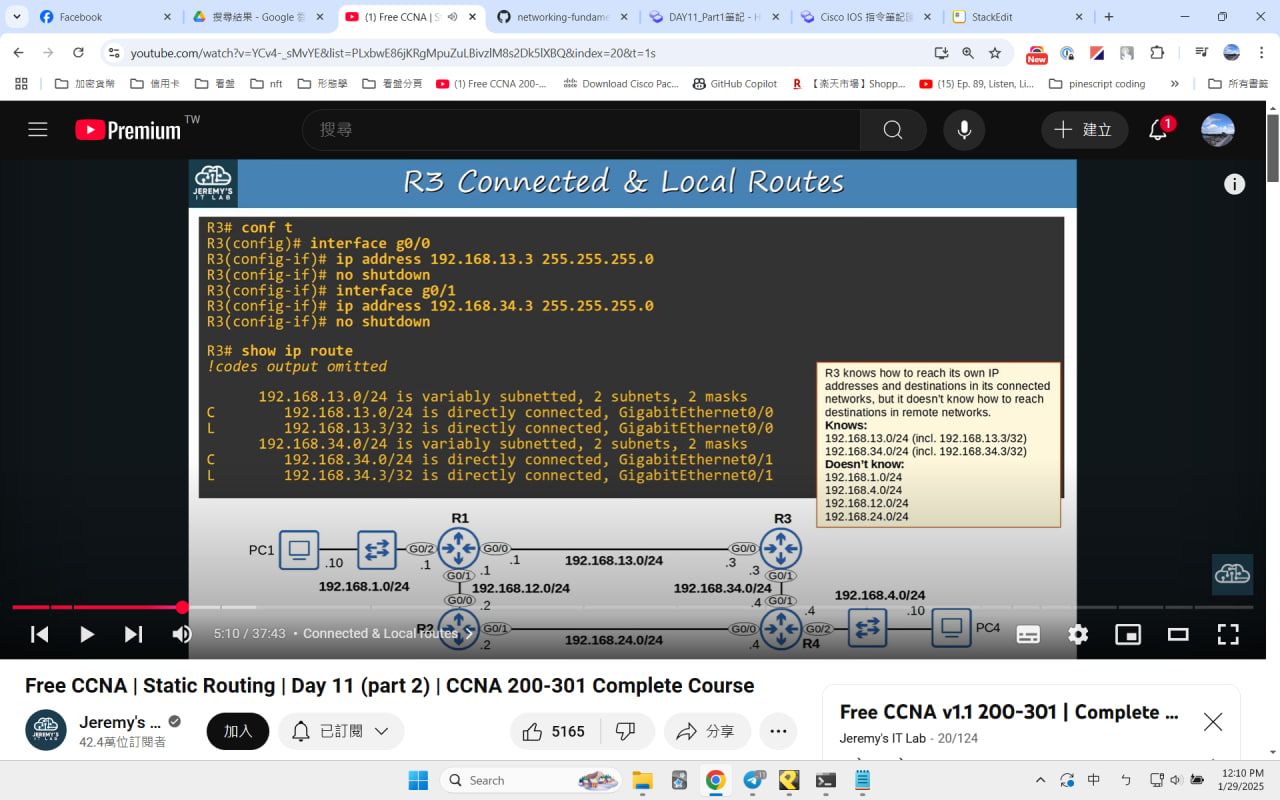 Facebook
搜尋結果 - Google 雲
(1) Free CCNA | S
networking-fundame
DAY11_Part1筆記 - H
Cisco IOS 指令筆記
StackEdit
youtube.com/watch?v=YCv4-_sMvYE&list=PLxbwE86jKRgMpuZuLBivzlM8s2Dk5lXBQ&index=20&t=1s
New
加密貨幣
信用卡
看盤
nft
形態學
看盤分頁
(1) Free CCNA 200-...
Download Cisco Pac...
GitHub Copilot
【楽天市場】Shopp...
(15) Ep. 89, Listen, Li...
pinescript coding
所有書籤
Premium TW
搜尋
建立
1
JEREMY'S
IT LAB
R3 Connected & Local Routes
R3# conf t
R3(config)# interface g0/0
R3(config-if)# ip address 192.168.13.3 255.255.255.0
R3(config-if)# no shutdown
R3(config-if)# interface g0/1
R3(config-if)# ip address 192.168.34.3 255.255.255.0
R3(config-if)# no shutdown
R3# show ip route
!codes output omitted
192.168.13.0/24 is variably subnetted, 2 subnets, 2 masks
C 192.168.13.0/24 is directly connected, GigabitEthernet0/0
L 192.168.13.3/32 is directly connected, GigabitEthernet0/0
192.168.34.0/24 is variably subnetted, 2 subnets, 2 masks
C 192.168.34.0/24 is directly connected, GigabitEthernet0/1
L 192.168.34.3/32 is directly connected, GigabitEthernet0/1
R3 knows how to reach its own IP
addresses and destinations in its connected
networks, but it doesn't know how to reach
destinations in remote networks.
Knows:
192.168.13.0/24 (incl. 192.168.13.3/32)
192.168.34.0/24 (incl. 192.168.34.3/32)
Doesn't know:
192.168.1.0/24
192.168.4.0/24
192.168.12.0/24
192.168.24.0/24
R1
R3
PC1
.10
G0/2
.1
G0/0
.1
192.168.13.0/24
G0/0
.3
192.168.1.0/24
G0/1
.1
192.168.12.0/24
192.168.34.0/24
.3
G0/1
G0/0
.2
.4
G0/1
192.168.4.0/24
R2
G0/1
.2
192.168.24.0/24
G0/0
.4
.4
G0/2
R4
.10
PC4
5:10 / 37:43 • Connected & Local routes
Free CCNA | Static Routing | Day 11 (part 2) | CCNA 200-301 Complete Course
JEREMY'S
IT LAB
Jeremy's ...
42.4萬位訂閱者
加入
已訂閱
5165
分享
Free CCNA v1.1 200-301 | Complete ...
Jeremy's IT Lab - 20/124
Search
11
中
12:10 PM
1/29/2025